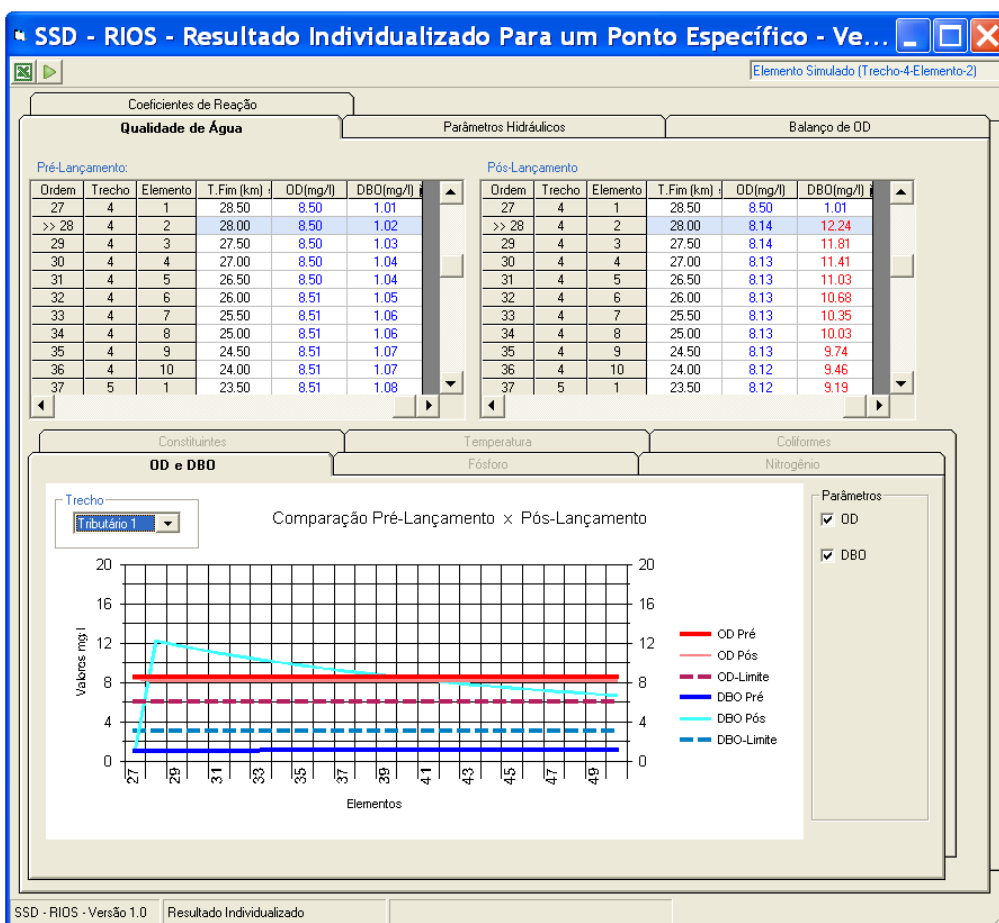 SSD - RIOS - Resultado Individualizado Para um Ponto Específico - Ve...
Elemento Simulado (Trecho-4-Elemento-2)
Coeficientes de Reação
Qualidade de Água Parâmetros Hidráulicos Balanço de OD
Pré-Lançamento: Pós-Lançamento
Ordem Trecho Elemento T.Fim (km) OD(mg/l) DBO(mg/l) Ordem Trecho Elemento T.Fim (km) OD(mg/l) DBO(mg/l)
27 4 1 28.50 8.50 1.01 27 4 1 28.50 8.50 1.01
>> 28 4 2 28.00 8.50 1.02 >> 28 4 2 28.00 8.14 12.24
29 4 3 27.50 8.50 1.03 29 4 3 27.50 8.14 11.81
30 4 4 27.00 8.50 1.04 30 4 4 27.00 8.13 11.41
31 4 5 26.50 8.50 1.04 31 4 5 26.50 8.13 11.03
32 4 6 26.00 8.51 1.05 32 4 6 26.00 8.13 10.68
33 4 7 25.50 8.51 1.06 33 4 7 25.50 8.13 10.35
34 4 8 25.00 8.51 1.06 34 4 8 25.00 8.13 10.03
35 4 9 24.50 8.51 1.07 35 4 9 24.50 8.13 9.74
36 4 10 24.00 8.51 1.07 36 4 10 24.00 8.12 9.46
37 5 1 23.50 8.51 1.08 37 5 1 23.50 8.12 9.19
Constituintes Temperatura Coliformes
OD e DBO Fósforo Nitrogênio
Trecho
Tributário 1
Comparação Pré-Lançamento x Pós-Lançamento
Parâmetros
OD
DBO
20 20
16 16
12 12
8 8
4 4
0 0
Valores mg/l
27 29 31 33 35 37 39 41 43 45 47 49
Elementos
OD Pré
OD Pós
OD-Limite
DBO Pré
DBO Pós
DBO-Limite
SSD - RIOS - Versão 1.0 Resultado Individualizado